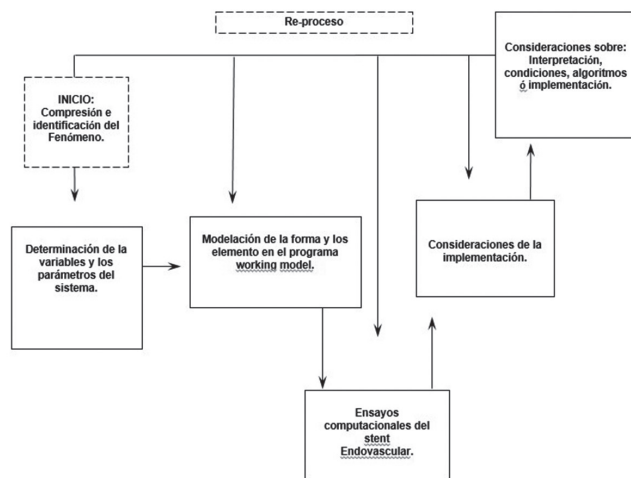 Re-proceso
Consideraciones sobre:
Interpretación,
condiciones, algoritmos
ó implementación.
INICIO:
Compresión e
identificación del
Fenómeno.
Determinación de la
variables y los
parámetros del
sistema.
Modelación de la forma y los
elemento en el programa
working model.
Consideraciones de la
implementación.
Ensayos
computacionales del
stent
Endovascular.